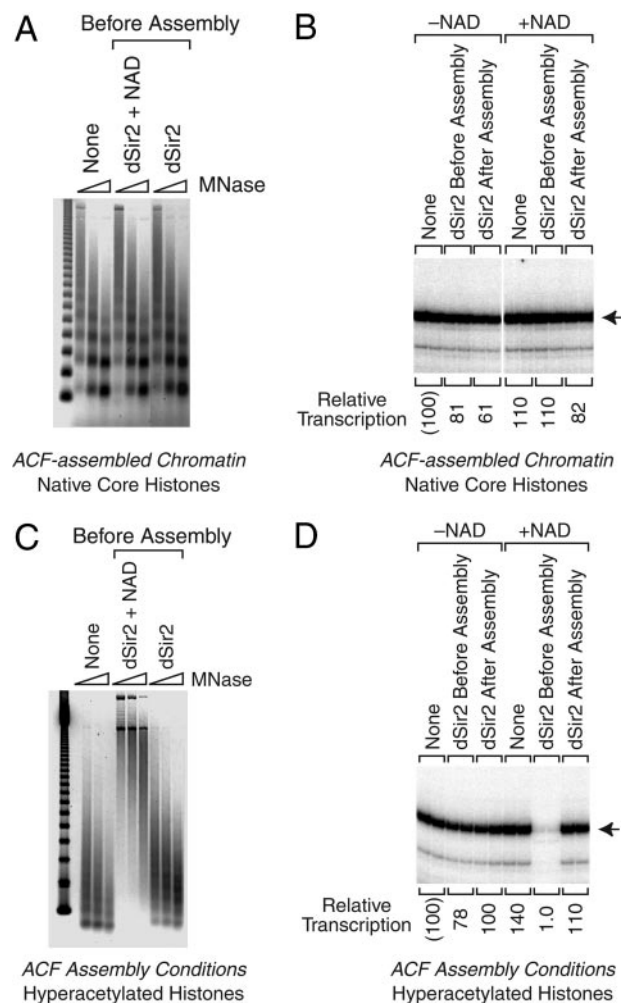 A
Before Assembly
None
dSir2 + NAD
dSir2
MNase
ACF-assembled Chromatin
Native Core Histones
B
–NAD
+NAD
None
dSir2 Before Assembly
dSir2 After Assembly
None
dSir2 Before Assembly
dSir2 After Assembly
Relative
Transcription
(100)
81
61
110
110
82
ACF-assembled Chromatin
Native Core Histones
C
Before Assembly
None
dSir2 + NAD
dSir2
MNase
ACF Assembly Conditions
Hyperacetylated Histones
D
–NAD
+NAD
None
dSir2 Before Assembly
dSir2 After Assembly
None
dSir2 Before Assembly
dSir2 After Assembly
Relative
Transcription
(100)
78
100
140
1.0
110
ACF Assembly Conditions
Hyperacetylated Histones